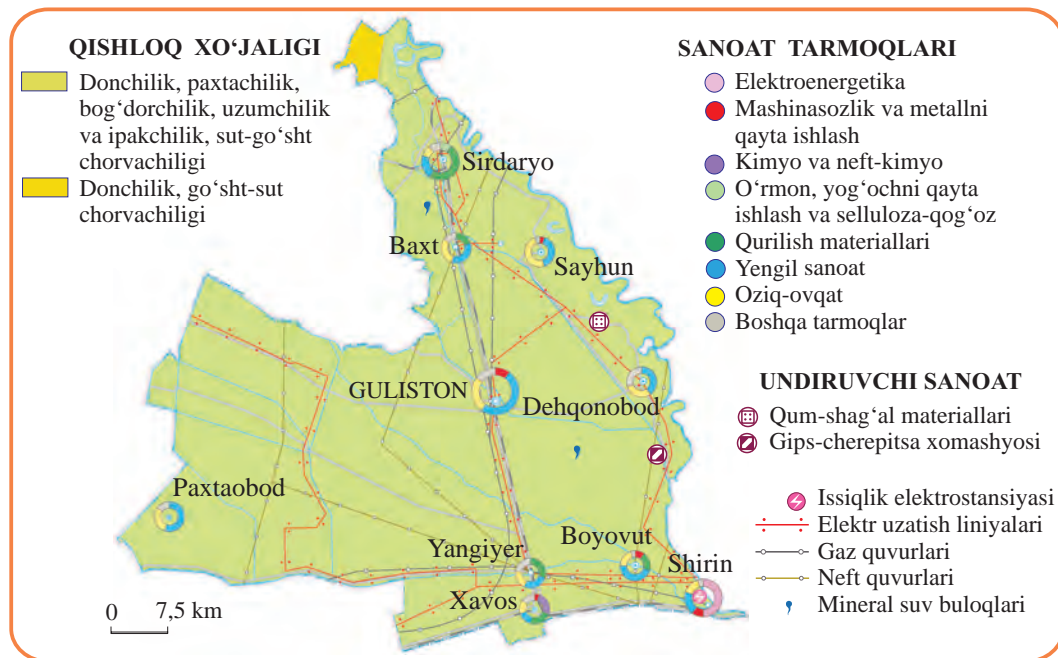 QISHLOQ XO‘JALIGI
Donchilik, paxtachilik,
bog‘dorchilik, uzumchilik
va ipakchilik, sut-go‘sht
chorvachiligi
Donchilik, go‘sht-sut
chorvachiligi
SANOAT TARMOQLARI
Elektroenergetika
Mashinasozlik va metallni
qayta ishlash
Kimyo va neft-kimyo
O‘rmon, yog‘ochni qayta
ishlash va selluloza-qog‘oz
Qurilish materiallari
Yengil sanoat
Oziq-ovqat
Boshqa tarmoqlar
UNDIRUVCHI SANOAT
Qum-shag‘al materiallari
Gips-cherepitsa xomashyosi
Issiqlik elektrostansiyasi
Elektr uzatish liniyalari
Gaz quvurlari
Neft quvurlari
Mineral suv buloqlari
Sirdaryo
Baxt
Sayhun
GULISTON
Dehqonobod
Paxtaobod
Yangiyer
Boyovut
Shirin
Xavos
0 7,5 km